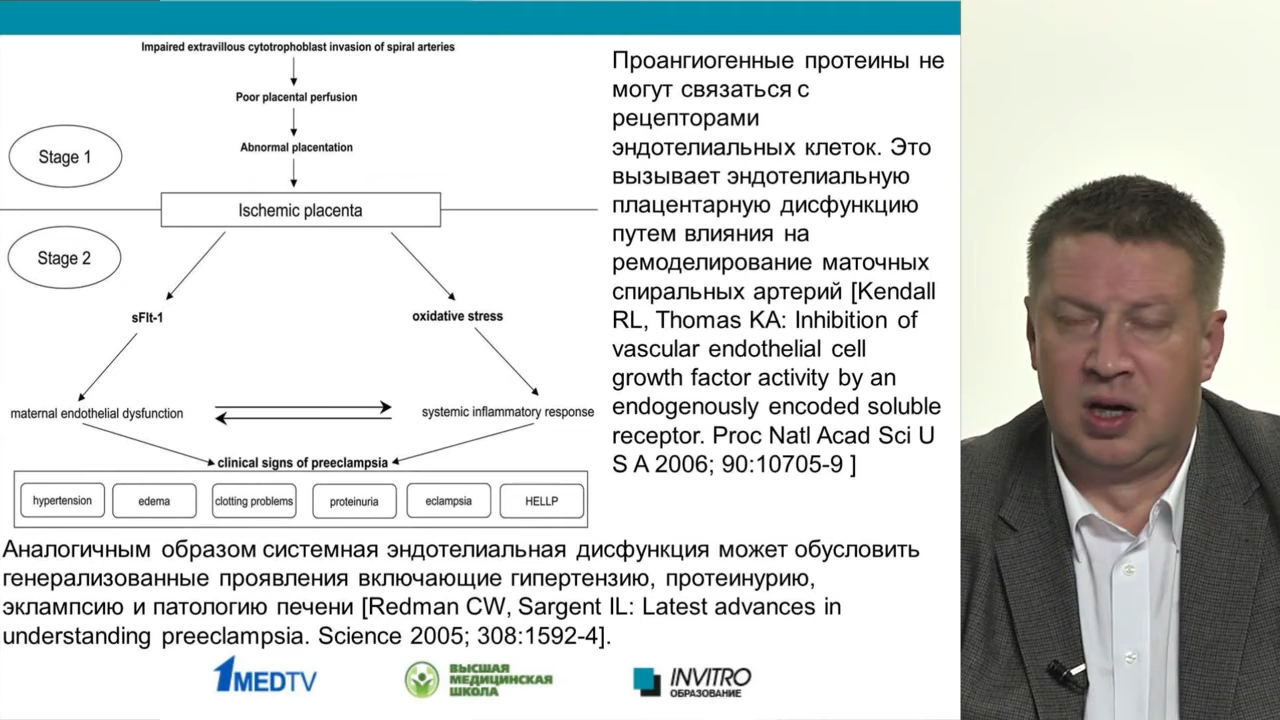 Impaired extravillous cytotrophoblast invasion of spiral arteries
Poor placental perfusion
Abnormal placentation
Stage 1
Ischemic placenta
Stage 2
sFlt-1
oxidative stress
maternal endothelial dysfunction
systemic inflammatory response
clinical signs of preeclampsia
hypertension
edema
clotting problems
proteinuria
eclampsia
HELLP
Проангиогенные протеины не
могут связаться с
рецепторами
эндотелиальных клеток. Это
вызывает эндотелиальную
плацентарную дисфункцию
путем влияния на
ремоделирование маточных
спиральных артерий [Kendall
RL, Thomas KA: Inhibition of
vascular endothelial cell
growth factor activity by an
endogenously encoded soluble
receptor. Proc Natl Acad Sci U
S A 2006; 90:10705-9 ]
Аналогичным образом системная эндотелиальная дисфункция может обусловить
генерализованные проявления включающие гипертензию, протеинурию,
эклампсию и патологию печени [Redman CW, Sargent IL: Latest advances in
understanding preeclampsia. Science 2005; 308:1592-4].
1MEDTV
ВЫСШАЯ
МЕДИЦИНСКАЯ
ШКОЛА
INVITRO
ОБРАЗОВАНИЕ